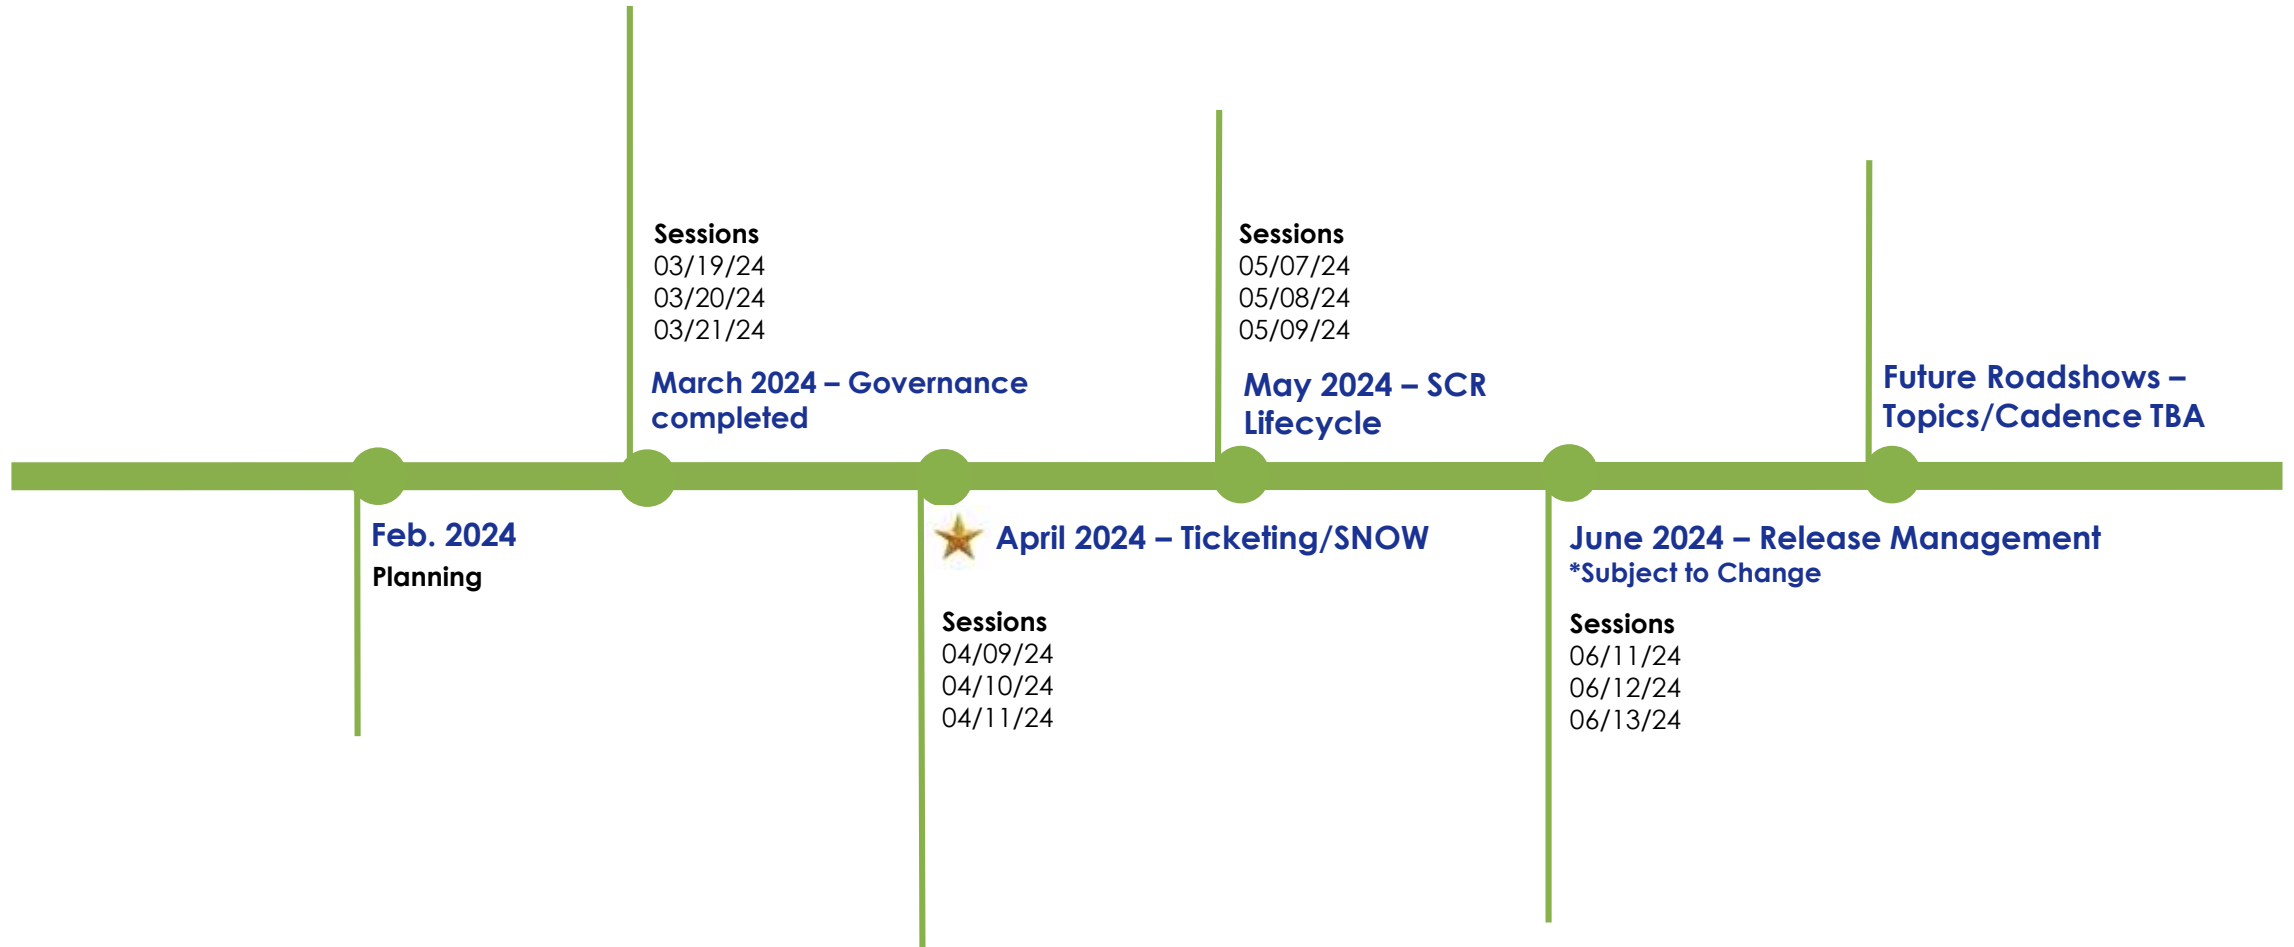 Feb. 2024
Planning
Sessions
03/19/24
03/20/24
03/21/24
March 2024 – Governance
completed
April 2024 – Ticketing/SNOW
Sessions
04/09/24
04/10/24
04/11/24
Sessions
05/07/24
05/08/24
05/09/24
May 2024 – SCR
Lifecycle
June 2024 – Release Management
*Subject to Change
Sessions
06/11/24
06/12/24
06/13/24
Future Roadshows –
Topics/Cadence TBA